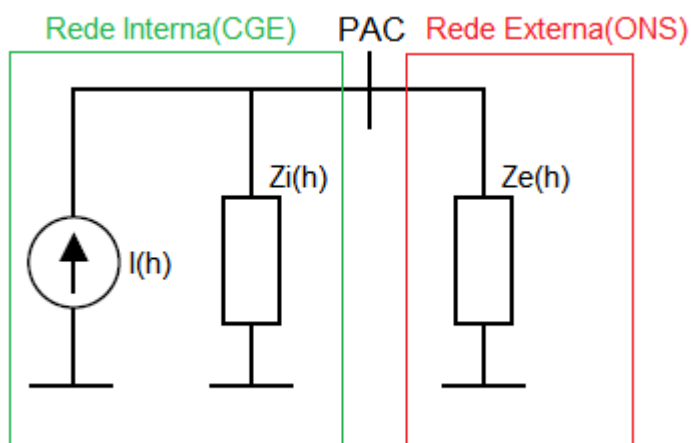 Rede Interna(CGE) PAC Rede Externa(ONS)
Zi(h) Ze(h)
I(h)